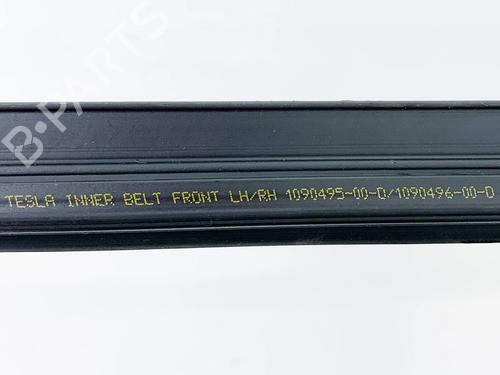 B-PARTS
TESLA INNER BELT FRONT LH/RH 1090495-00-D/1090496-00-D